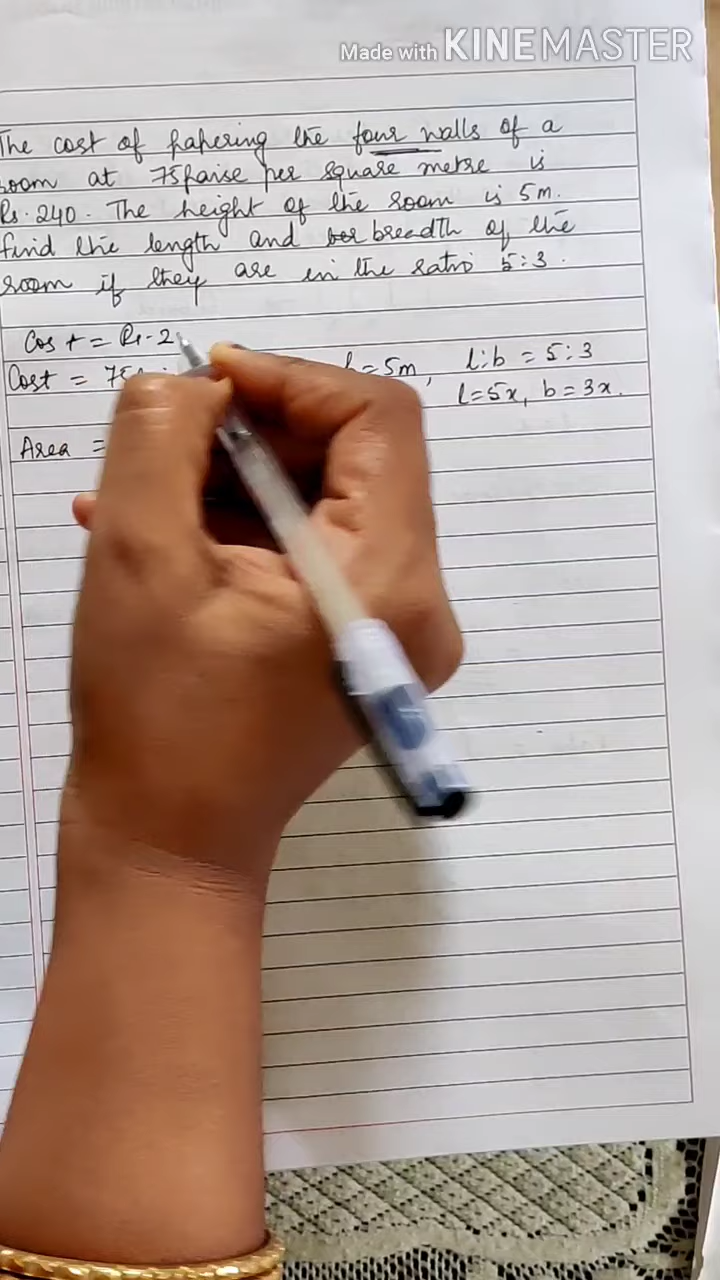 Made with KINEMASTER
The cost of papering the four walls of a
room at 75 paise per square metre is
Rs. 240. The height of the room is 5m.
find the length and breadth of the
room if they are in the ratio 5:3.
Cost = Rs. 2
Cost = 75 h = 5m, l:b = 5:3
l=5x, b=3x.
Area =